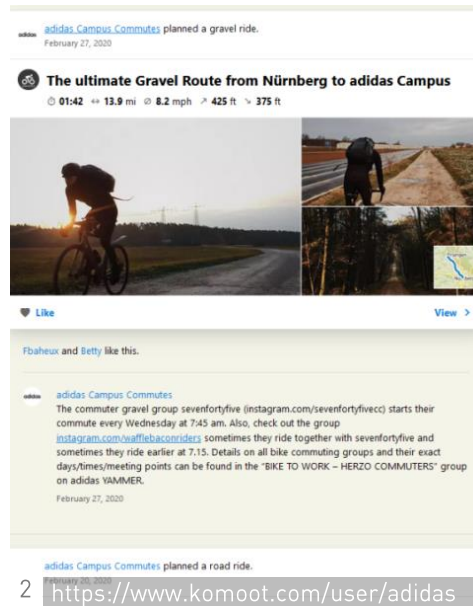 adidas
adidas Campus Commutes planned a gravel ride.
February 27, 2020
The ultimate Gravel Route from Nürnberg to adidas Campus
01:42 ↔ 13.9 mi ⌀ 8.2 mph ↗ 425 ft ↘ 375 ft
Like
View >
Fbaheux and Betty like this.
adidas
adidas Campus Commutes
The commuter gravel group sevenfortyfive (instagram.com/sevenfortyfivecc) starts their
commute every Wednesday at 7:45 am. Also, check out the group
instagram.com/wafflebaconriders sometimes they ride together with sevenfortyfive and
sometimes they ride earlier at 7.15. Details on all bike commuting groups and their exact
days/times/meeting points can be found in the "BIKE TO WORK – HERZO COMMUTERS" group
on adidas YAMMER.
February 27, 2020
adidas Campus Commutes planned a road ride.
February 20, 2020
2 https://www.komoot.com/user/adidas